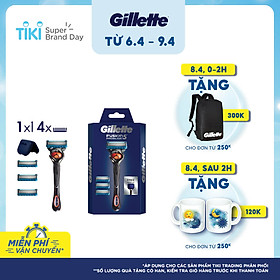 TIKI Super Brand Day
Gillette
TỪ 6.4 - 9.4
1x| 4x
Gillette
FUSION5
8.4, 0-2H
TẶNG
300K
CHO ĐƠN TỪ 250K
8.4, SAU 2H
TẶNG
120K
CHO ĐƠN TỪ 250K
MIỄN PHÍ
VẬN CHUYỂN*
*ÁP DỤNG CHO CÁC SẢN PHẨM TIKI TRADING PHÂN PHỐI
**SỐ LƯỢNG QUÀ TẶNG CÓ HẠN, KIỂM TRA GIỎ HÀNG TRƯỚC KHI THANH TOÁN